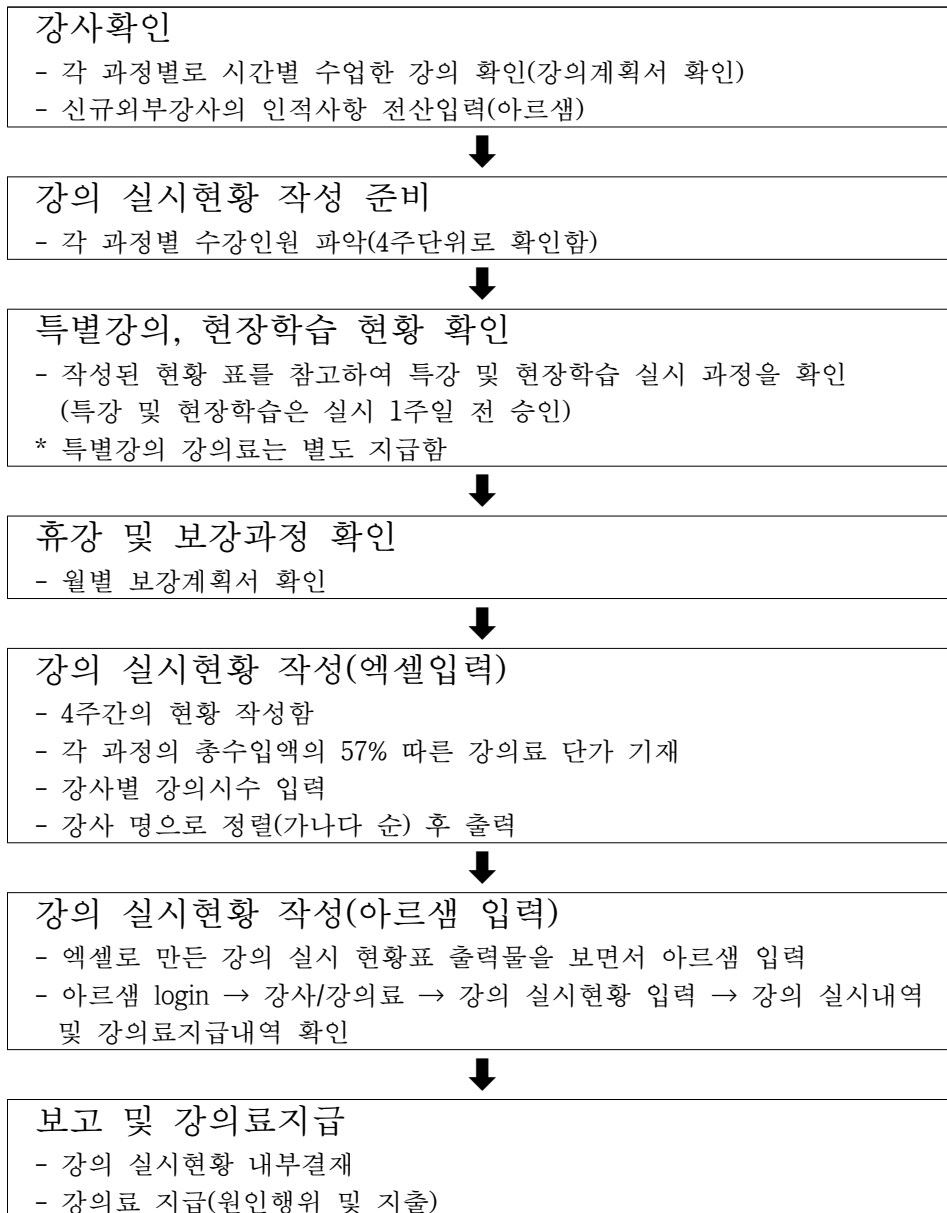 강사확인
- 각 과정별로 시간별 수업한 강의 확인(강의계획서 확인)
- 신규외부강사의 인적사항 전산입력(아르샘)
강의 실시현황 작성 준비
- 각 과정별 수강인원 파악(4주단위로 확인함)
특별강의, 현장학습 현황 확인
- 작성된 현황 표를 참고하여 특강 및 현장학습 실시 과정을 확인
(특강 및 현장학습은 실시 1주일 전 승인)
* 특별강의 강의료는 별도 지급함
휴강 및 보강과정 확인
- 월별 보강계획서 확인
강의 실시현황 작성(엑셀입력)
- 4주간의 현황 작성함
- 각 과정의 총수입액의 57% 따른 강의료 단가 기재
- 강사별 강의시수 입력
- 강사 명으로 정렬(가나다 순) 후 출력
강의 실시현황 작성(아르샘 입력)
- 엑셀로 만든 강의 실시 현황표 출력물을 보면서 아르샘 입력
- 아르샘 login → 강사/강의료 → 강의 실시현황 입력 → 강의 실시내역
및 강의료지급내역 확인
보고 및 강의료지급
- 강의 실시현황 내부결재
- 강의료 지급(원인행위 및 지출)